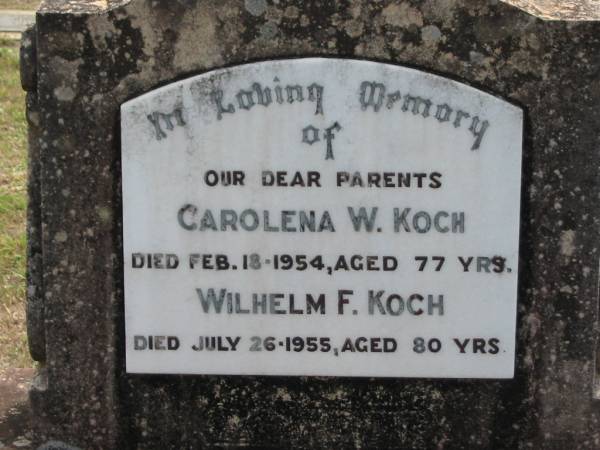 In Loving Memory
of
OUR DEAR PARENTS
CAROLENA W. KOCH
DIED FEB. 18·1954, AGED 77 YRS.
WILHELM F. KOCH
DIED JULY 26·1955, AGED 80 YRS.